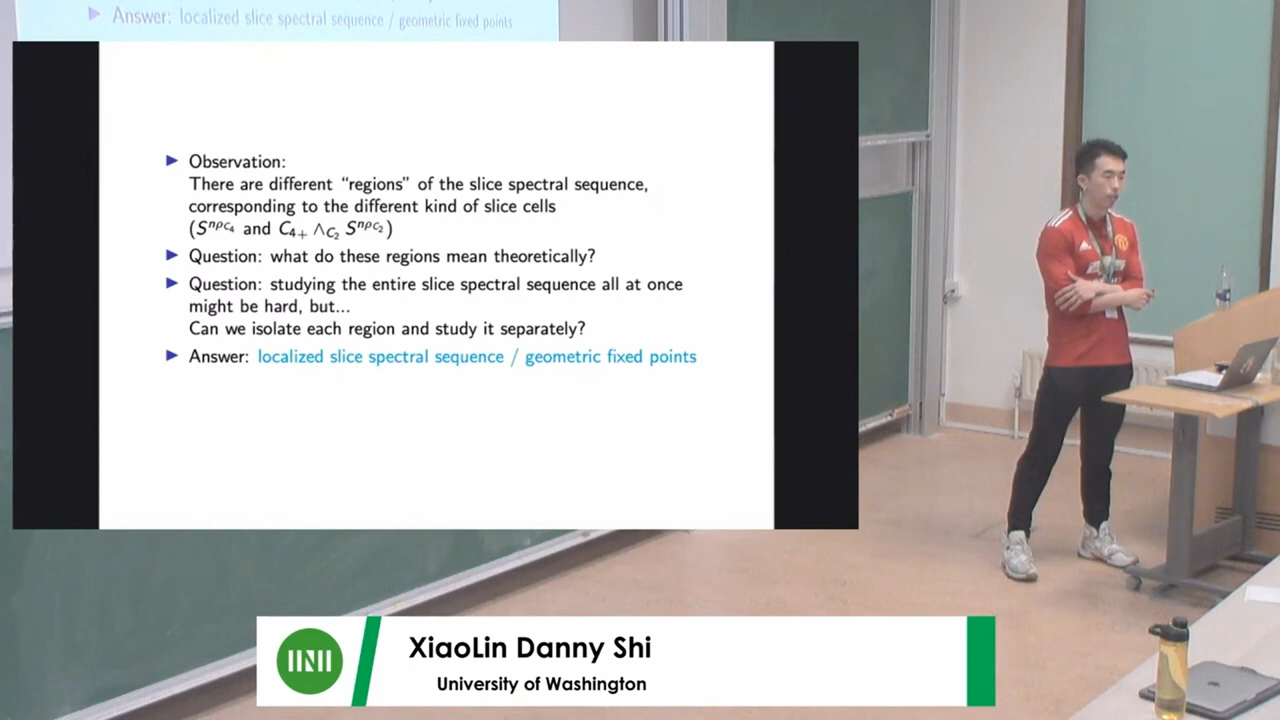 ▶ Answer: localized slice spectral sequence / geometric fixed points
▶ Observation:
There are different “regions” of the slice spectral sequence,
corresponding to the different kind of slice cells
(S^{nρ_{C_4}} and C_{4+} ∧_{C_2} S^{nρ_{C_2}})
▶ Question: what do these regions mean theoretically?
▶ Question: studying the entire slice spectral sequence all at once
might be hard, but...
Can we isolate each region and study it separately?
▶ Answer: localized slice spectral sequence / geometric fixed points
XiaoLin Danny Shi
University of Washington